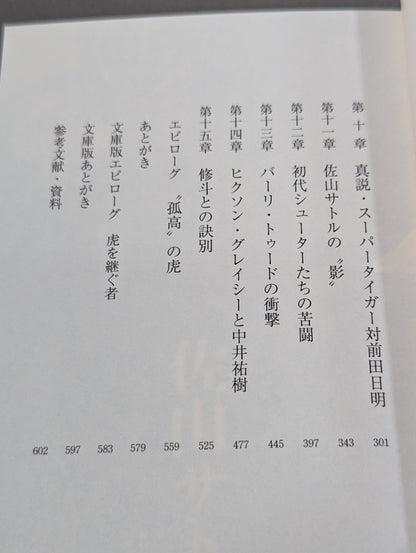 第十章 真説・スーパータイガー対前田日明 301
第十一章 佐山サトルの〝影〟 343
第十二章 初代シューターたちの苦闘 397
第十三章 バーリ・トゥードの衝撃 445
第十四章 ヒクソン・グレイシーと中井祐樹 477
第十五章 修斗との訣別 525
エピローグ 〝孤高〟の虎 559
あとがき 579
文庫版エピローグ 虎を継ぐ者 583
文庫版あとがき 597
参考文献・資料 602